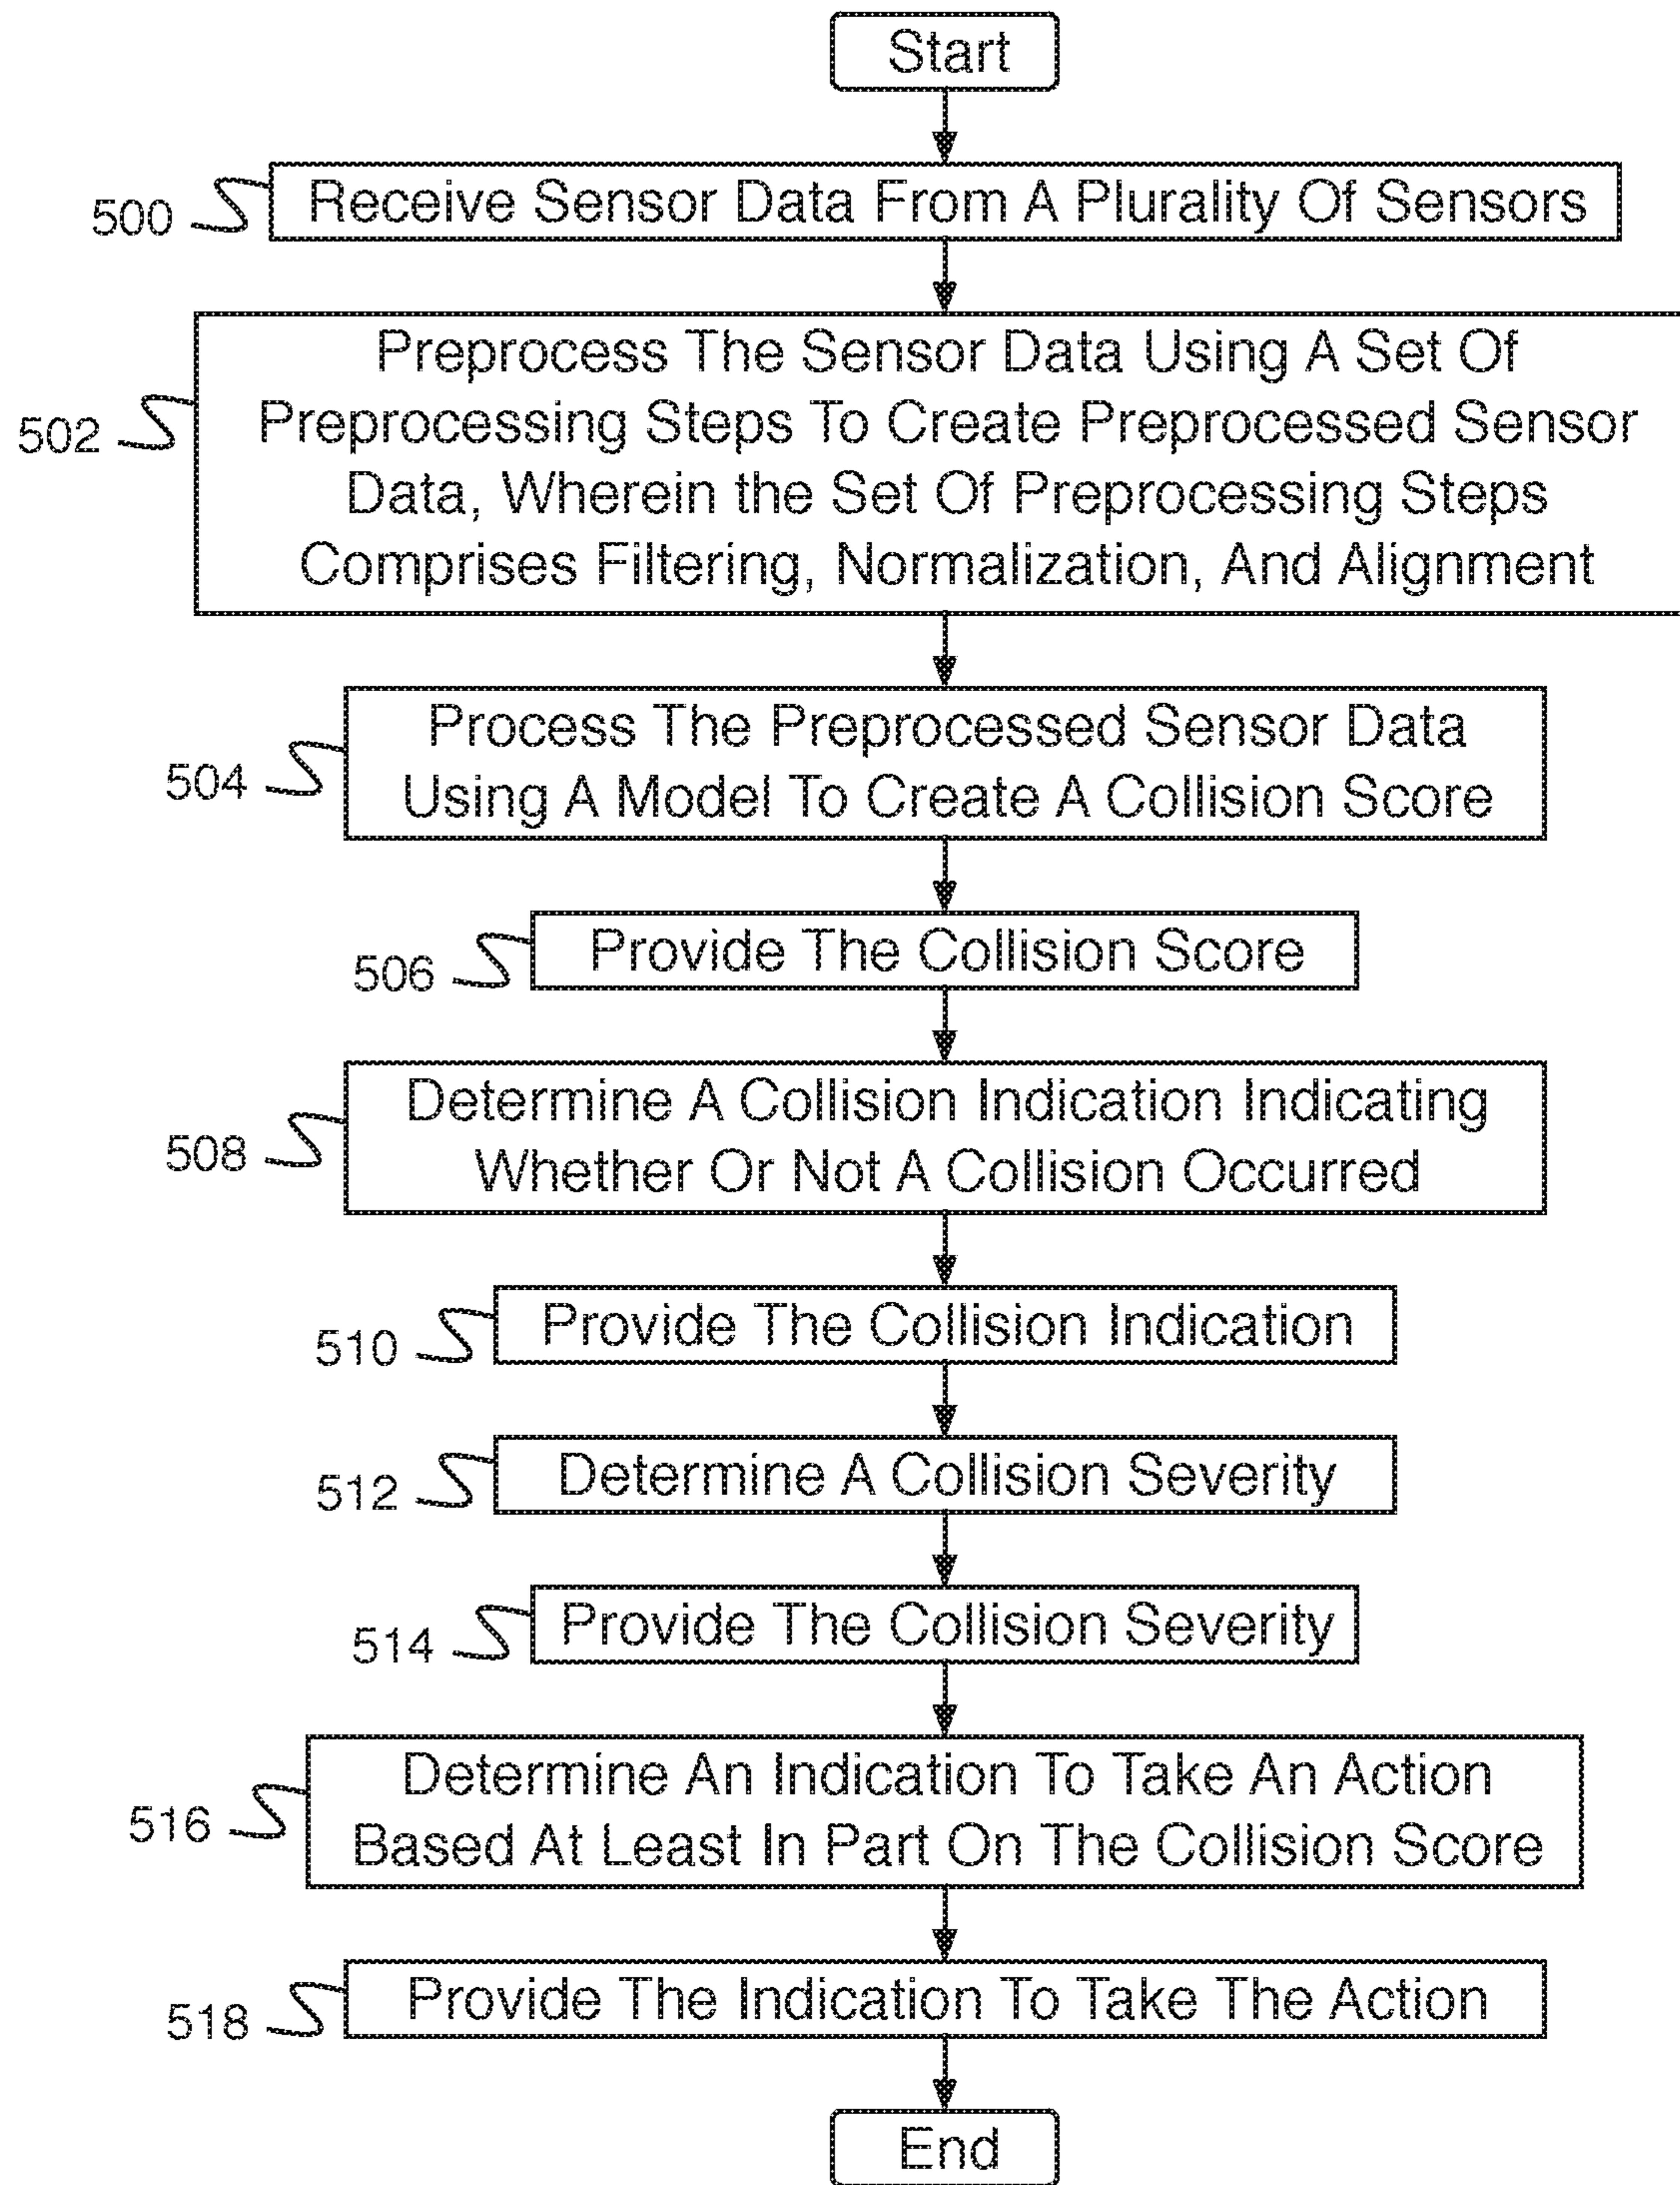 Start
500
Receive Sensor Data From A Plurality Of Sensors
Preprocess The Sensor Data Using A Set Of
502
Preprocessing Steps To Create Preprocessed Sensor
Data, Wherein the Set Of Preprocessing Steps
Comprises Filtering, Normalization, And Alignment
504
Process The Preprocessed Sensor Data
Using A Model To Create A Collision Score
506
Provide The Collision Score
508
Determine A Collision Indication Indicating
Whether Or Not A Collision Occurred
510
Provide The Collision Indication
512
Determine A Collision Severity
514
Provide The Collision Severity
516
Determine An Indication To Take An Action
Based At Least In Part On The Collision Score
518
Provide The Indication To Take The Action
End